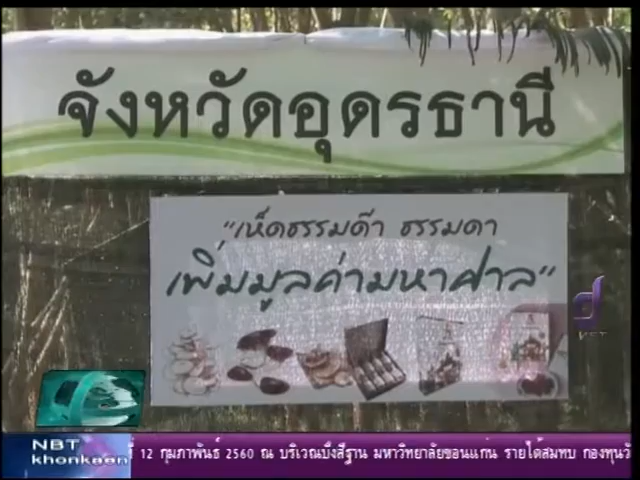 จังหวัดอุดรธานี
"เห็ดธรรมด๊า ธรรมดา
เพิ่มมูลค่ามหาศาล"
NBT
khonkaen
ที่ 12 กุมภาพันธ์ 2560 ณ บริเวณบึงสีฐาน มหาวิทยาลัยขอนแก่น รายได้สมทบ กองทุนวั